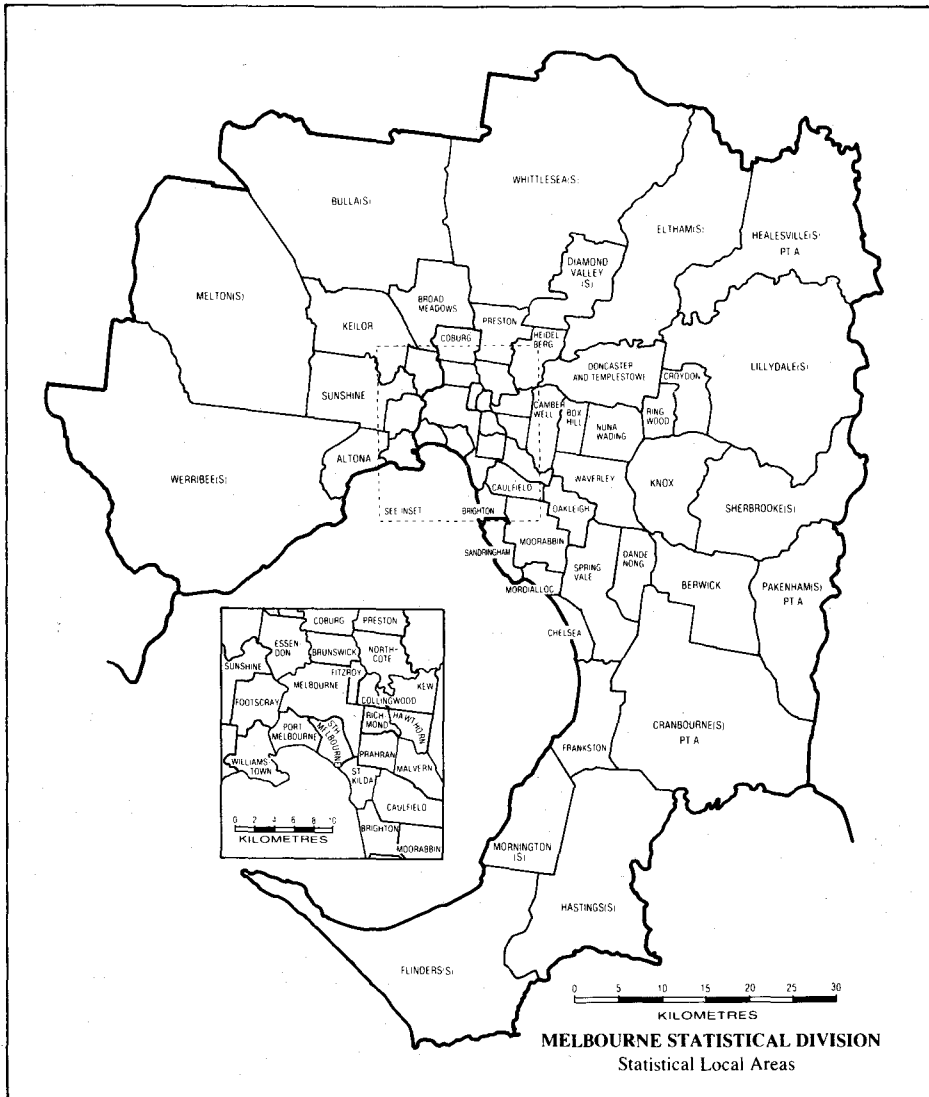 WHITTLESEA(S)
BULLA(S)
ELTHAM(S)
HEALESVILLE(S)
PT A
DIAMOND
VALLEY
(S)
MELTON(S)
BROAD
MEADOWS
KEILOR
PRESTON
COBURG
HEIDEL
BERG
DONCASTER
AND TEMPLESTOWE
CROYDON
LILLYDALE(S)
SUNSHINE
CAMBER
WELL
BOX
HILL
NUNA
WADING
RING
WOOD
ALTONA
WERRIBEE(S)
WAVERLEY
KNOX
CAULFIELD
SHERBROOKE(S)
SEE INSET
BRIGHTON
OAKLEIGH
MOORABBIN
SANDRINGHAM
SPRING
VALE
DANDE
NONG
MORDIALLOC
BERWICK
PAKENHAM(S)
PT A
CHELSEA
CRANBOURNE(S)
PT A
FRANKSTON
MORNINGTON
(S)
HASTINGS(S)
FLINDERS(S)
COBURG
PRESTON
ESSEN
DON
BRUNSWICK
NORTH-
COTE
SUNSHINE
FITZROY
MELBOURNE
KEW
COLLINGWOOD
FOOTSCRAY
RICH-
MOND
HAWTHORN
PORT
MELBOURNE
STH
MELBOURNE
PRAHRAN
MALVERN
WILLIAMS-
TOWN
ST
KILDA
CAULFIELD
BRIGHTON
MOORABBIN
0 2 4 6 8 10
KILOMETRES
0 5 10 15 20 25 30
KILOMETRES
MELBOURNE STATISTICAL DIVISION
Statistical Local Areas